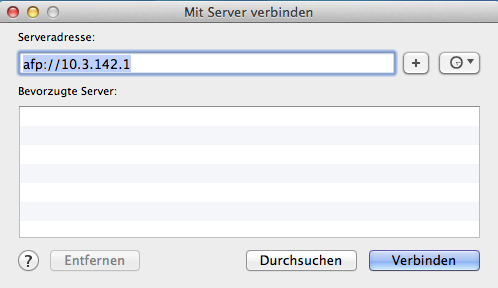 Mit Server verbinden
Serveradresse:
afp://10.3.142.1
+
Bevorzugte Server:
? Entfernen Durchsuchen Verbinden